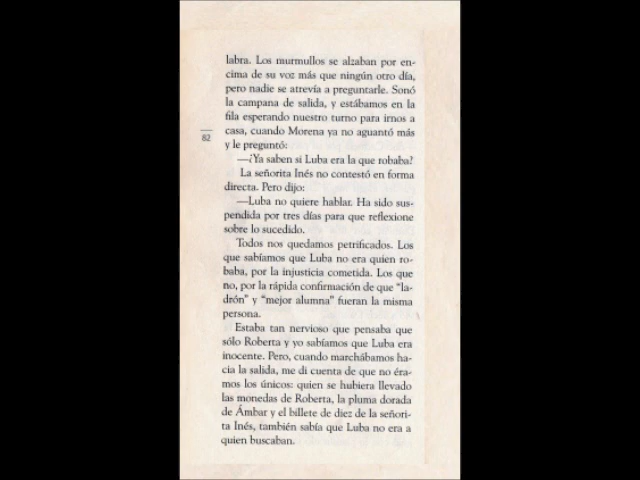 labra. Los murmullos se alzaban por en-
cima de su voz más que ningún otro día,
pero nadie se atrevía a preguntarle. Sonó
la campana de salida, y estábamos en la
fila esperando nuestro turno para irnos a
casa, cuando Morena ya no aguantó más
82
y le preguntó:
—¿Ya saben si Luba era la que robaba?
La señorita Inés no contestó en forma
directa. Pero dijo:
—Luba no quiere hablar. Ha sido sus-
pendida por tres días para que reflexione
sobre lo sucedido.
Todos nos quedamos petrificados. Los
que sabíamos que Luba no era quien ro-
baba, por la injusticia cometida. Los que
no, por la rápida confirmación de que “la-
drón” y “mejor alumna” fueran la misma
persona.
Estaba tan nervioso que pensaba que
sólo Roberta y yo sabíamos que Luba era
inocente. Pero, cuando marchábamos ha-
cia la salida, me di cuenta de que no éra-
mos los únicos: quien se hubiera llevado
las monedas de Roberta, la pluma dorada
de Ámbar y el billete de diez de la señori-
ta Inés, también sabía que Luba no era a
quien buscaban.